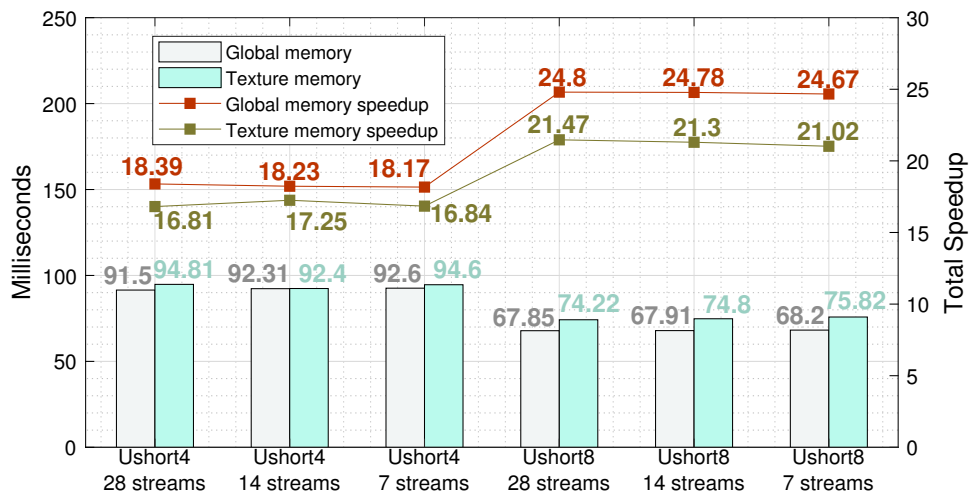 250
200
150
100
50
0
Milliseconds
30
25
20
15
10
5
0
Total Speedup
Global memory
Texture memory
Global memory speedup
Texture memory speedup
24.8
24.78
24.67
21.47
21.3
21.02
18.39
18.23
18.17
16.81
17.25
16.84
91.5
94.81
92.31
92.4
92.6
94.6
67.85
74.22
67.91
74.8
68.2
75.82
Ushort4
28 streams
Ushort4
14 streams
Ushort4
7 streams
Ushort8
28 streams
Ushort8
14 streams
Ushort8
7 streams